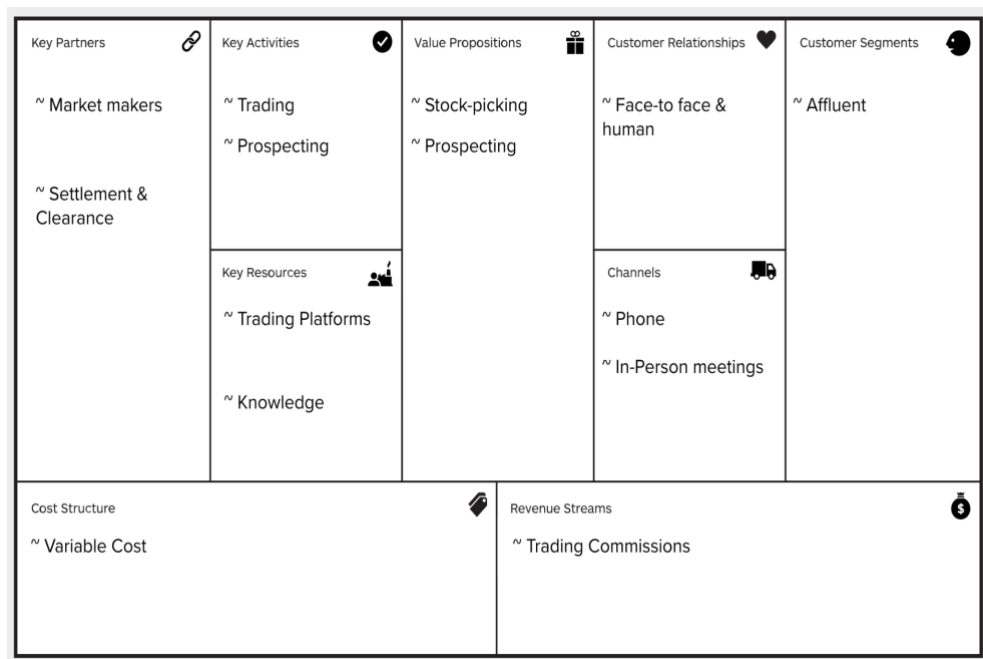 Key Partners
~ Market makers
~ Settlement &
Clearance
Key Activities
~ Trading
~ Prospecting
Key Resources
~ Trading Platforms
~ Knowledge
Value Propositions
~ Stock-picking
~ Prospecting
Customer Relationships
~ Face-to face &
human
Channels
~ Phone
~ In-Person meetings
Customer Segments
~ Affluent
Cost Structure
~ Variable Cost
Revenue Streams
$
~ Trading Commissions